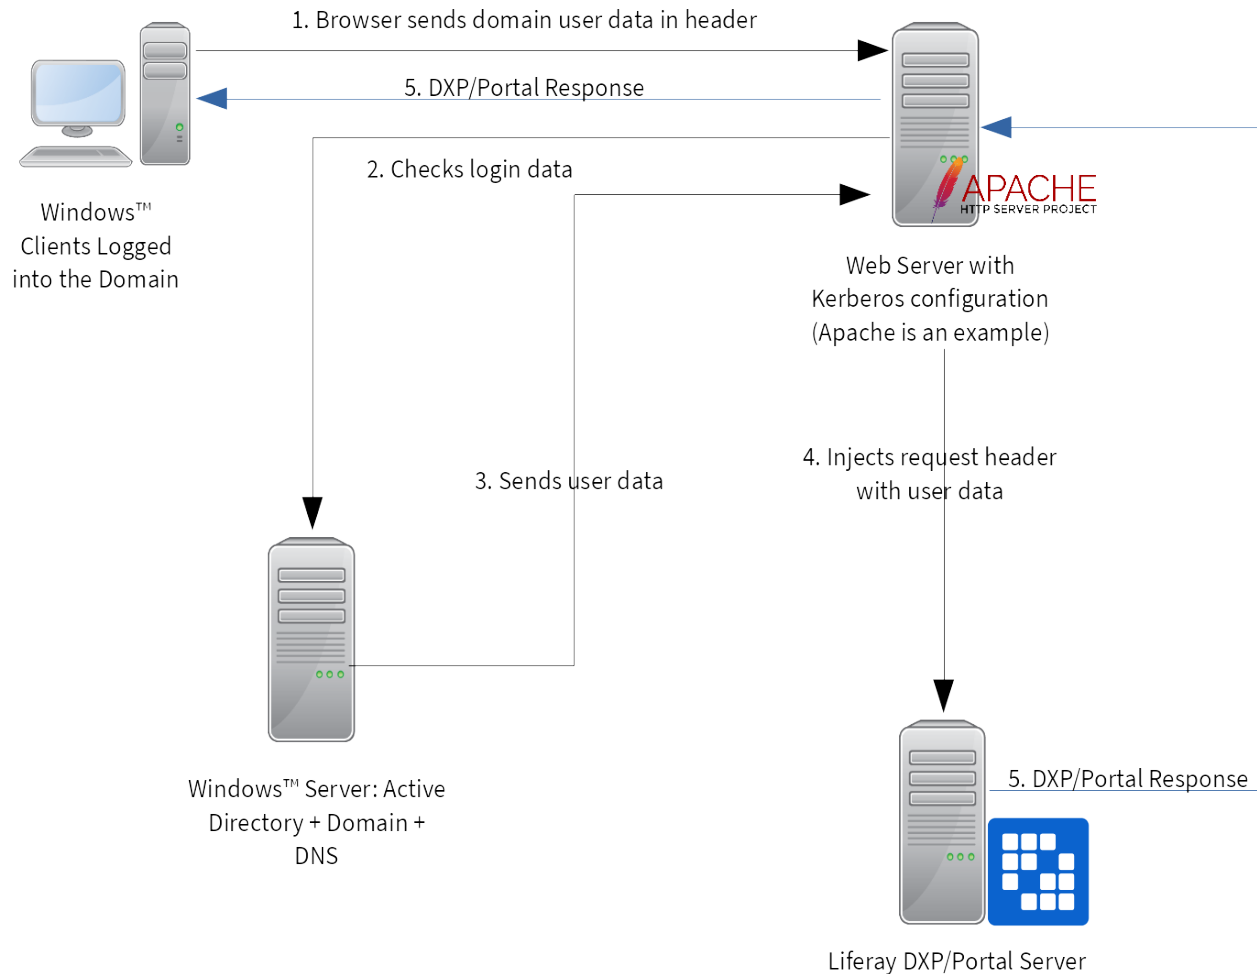 1. Browser sends domain user data in header
5. DXP/Portal Response
2. Checks login data
APACHE
HTTP SERVER PROJECT
Windows™
Clients Logged
into the Domain
Web Server with
Kerberos configuration
(Apache is an example)
3. Sends user data
4. Injects request header
with user data
Windows™ Server: Active
Directory + Domain +
DNS
5. DXP/Portal Response
Liferay DXP/Portal Server